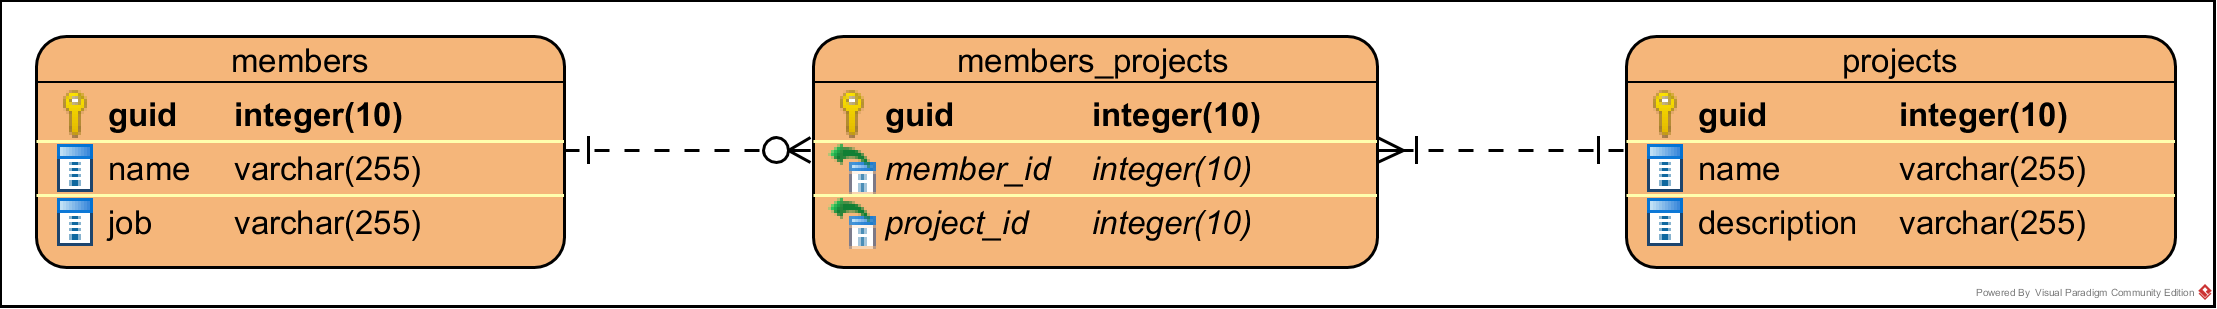 members
guid integer(10)
name varchar(255)
job varchar(255)
members_projects
guid integer(10)
member_id integer(10)
project_id integer(10)
projects
guid integer(10)
name varchar(255)
description varchar(255)
Powered By Visual Paradigm Community Edition